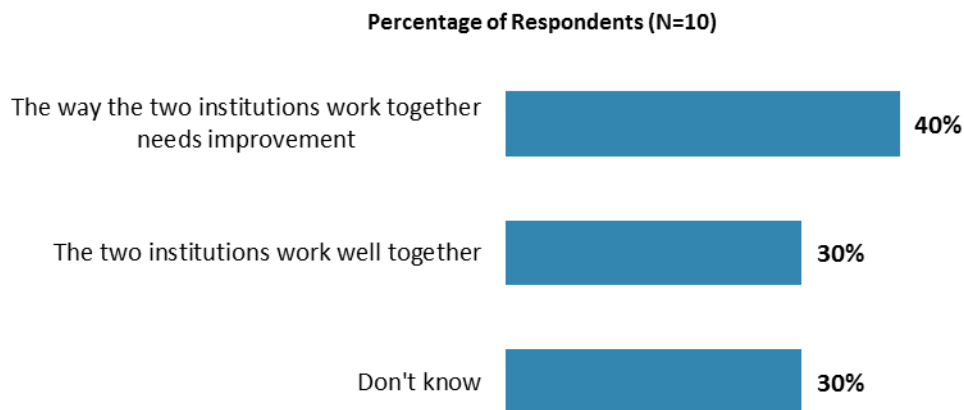 Percentage of Respondents (N=10)
The way the two institutions work together
needs improvement
40%
The two institutions work well together
30%
Don't know
30%